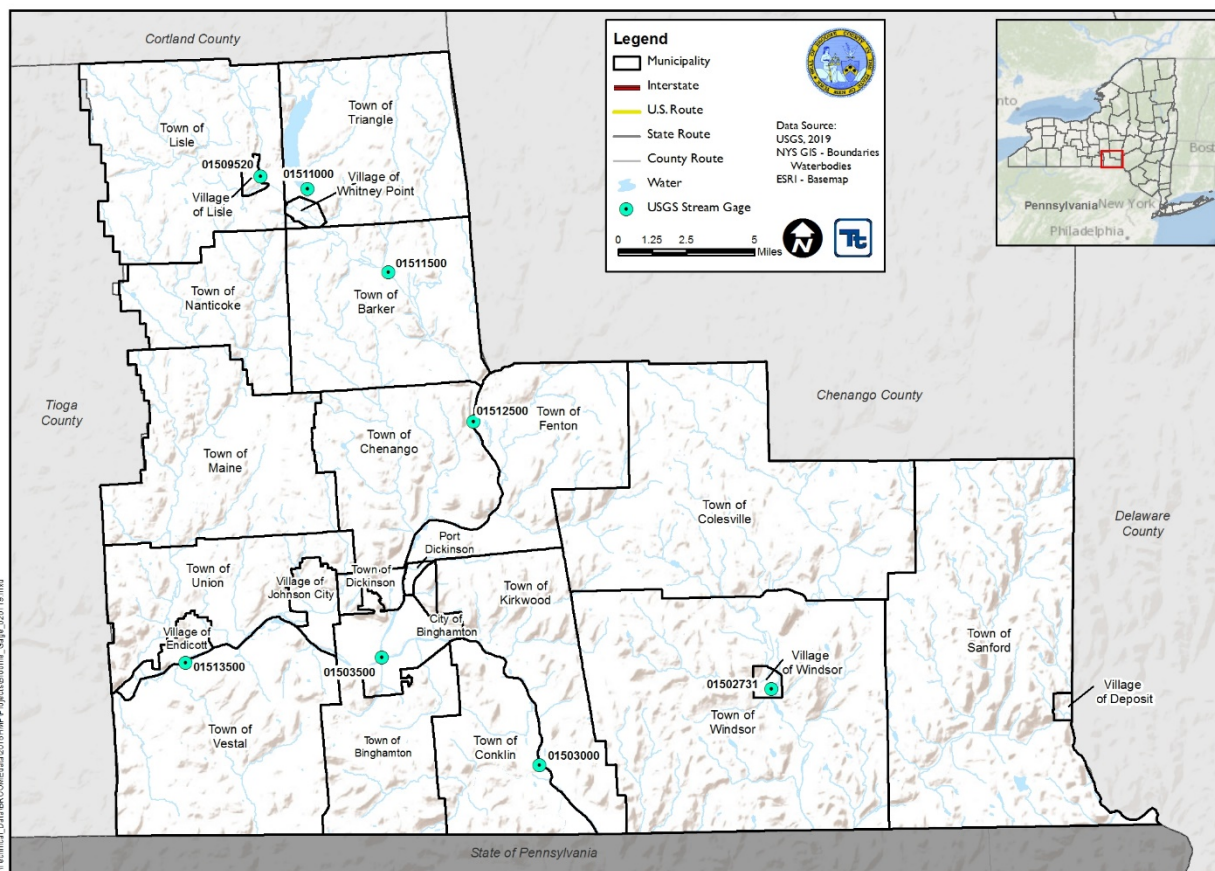 Cortland County
Town of
Lisle
Town of
Triangle
01509520
01511000
Village of
Whitney Point
Village
of Lisle
01511500
Town of
Nanticoke
Town of
Barker
Tioga
County
Chenango County
Town of
Maine
Town of
Chenango
01512500
Town of
Fenton
Town of
Colesville
Delaware
County
Town of
Union
Village of
Johnson City
Town of
Dickinson
Port
Dickinson
Town of
Kirkwood
City of
Binghamton
Village of
Endicott
01513500
01503500
Town of
Vestal
Town of
Binghamton
Town of
Conklin
01503000
01502731
Village
of Windsor
Town of
Windsor
Town of
Sanford
Village
of Deposit
State of Pennsylvania
Legend
Municipality
Interstate
U.S. Route
State Route
County Route
Water
USGS Stream Gage
Data Source:
USGS, 2019
NYS GIS - Boundaries
Waterbodies
ESRI - Basemap
0 1.25 2.5 5
Miles
N
Tt
Pennsylvania
New York
Philadelphia